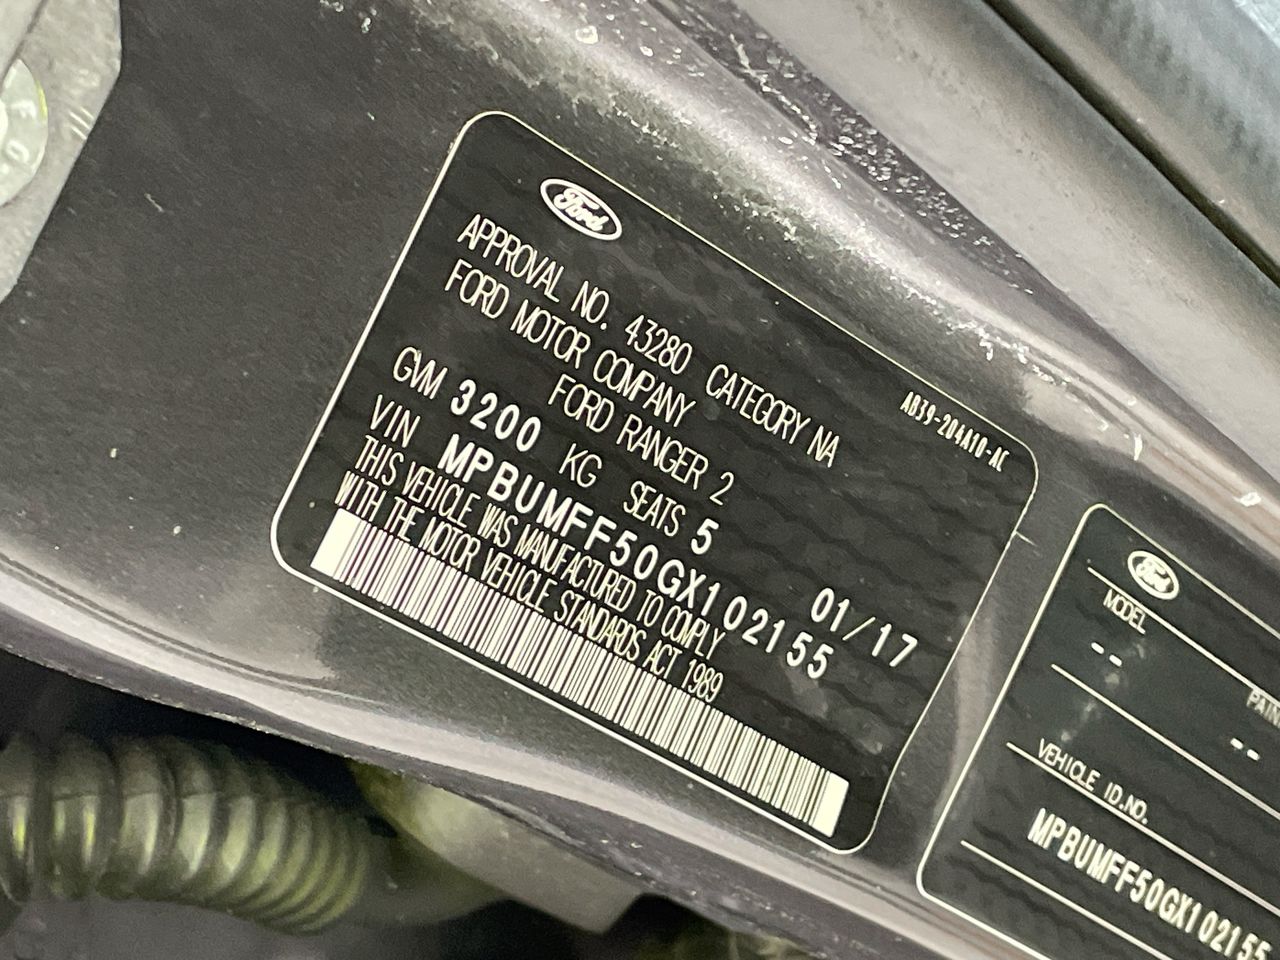 Ford
APPROVAL NO. 43280 CATEGORY NA
AB39-204A10-AC
FORD MOTOR COMPANY
FORD RANGER 2
GVM 3200 KG SEATS 5
01/17
VIN MPBUMFF50GX102155
THIS VEHICLE WAS MANUFACTURED TO COMPLY
WITH THE MOTOR VEHICLE STANDARDS ACT 1989
Ford
MODEL
--
--
VEHICLE ID.NO.
MPBUMFF50GX102155